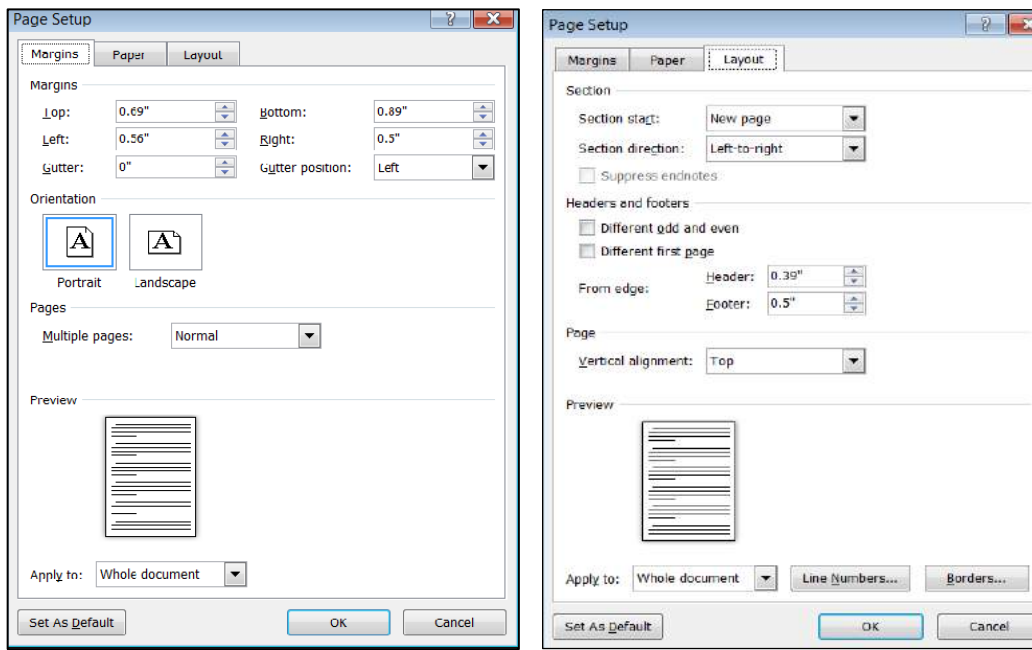 Page Setup
Margins Paper Layout
Margins
Top: 0.69" Bottom: 0.89"
Left: 0.56" Right: 0.5"
Gutter: 0" Gutter position: Left
Orientation
A A
Portrait Landscape
Pages
Multiple pages: Normal
Preview
Apply to: Whole document
Set As Default OK Cancel
Page Setup
Margins Paper Layout
Section
Section start: New page
Section direction: Left-to-right
Suppress endnotes
Headers and footers
Different odd and even
Different first page
From edge: Header: 0.39"
Footer: 0.5"
Page
Vertical alignment: Top
Preview
Apply to: Whole document Line Numbers... Borders...
Set As Default OK Cancel